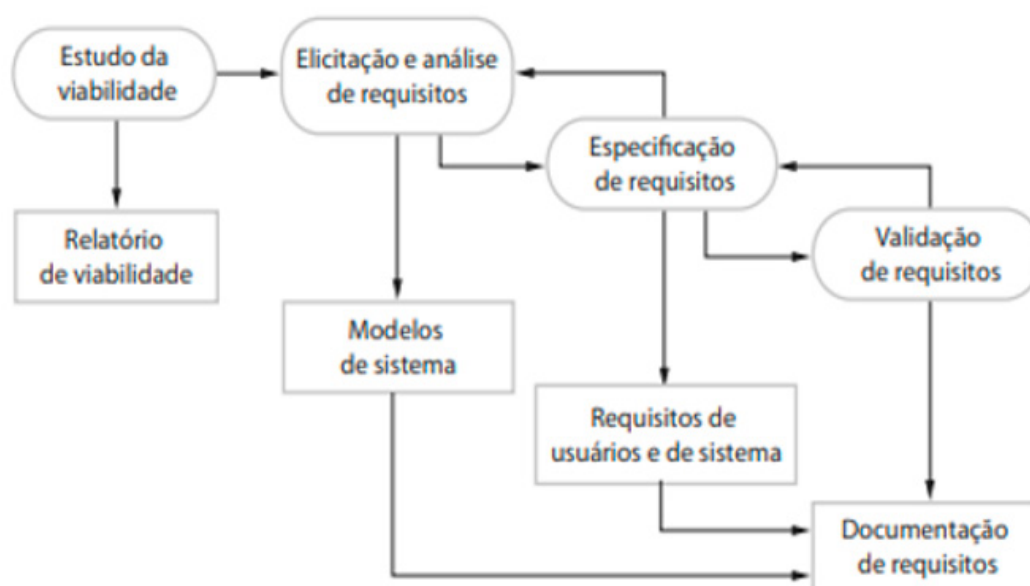 Estudo da
viabilidade
Elicitação e análise
de requisitos
Especificação
de requisitos
Relatório
de viabilidade
Validação
de requisitos
Modelos
de sistema
Requisitos de
usuários e de sistema
Documentação
de requisitos